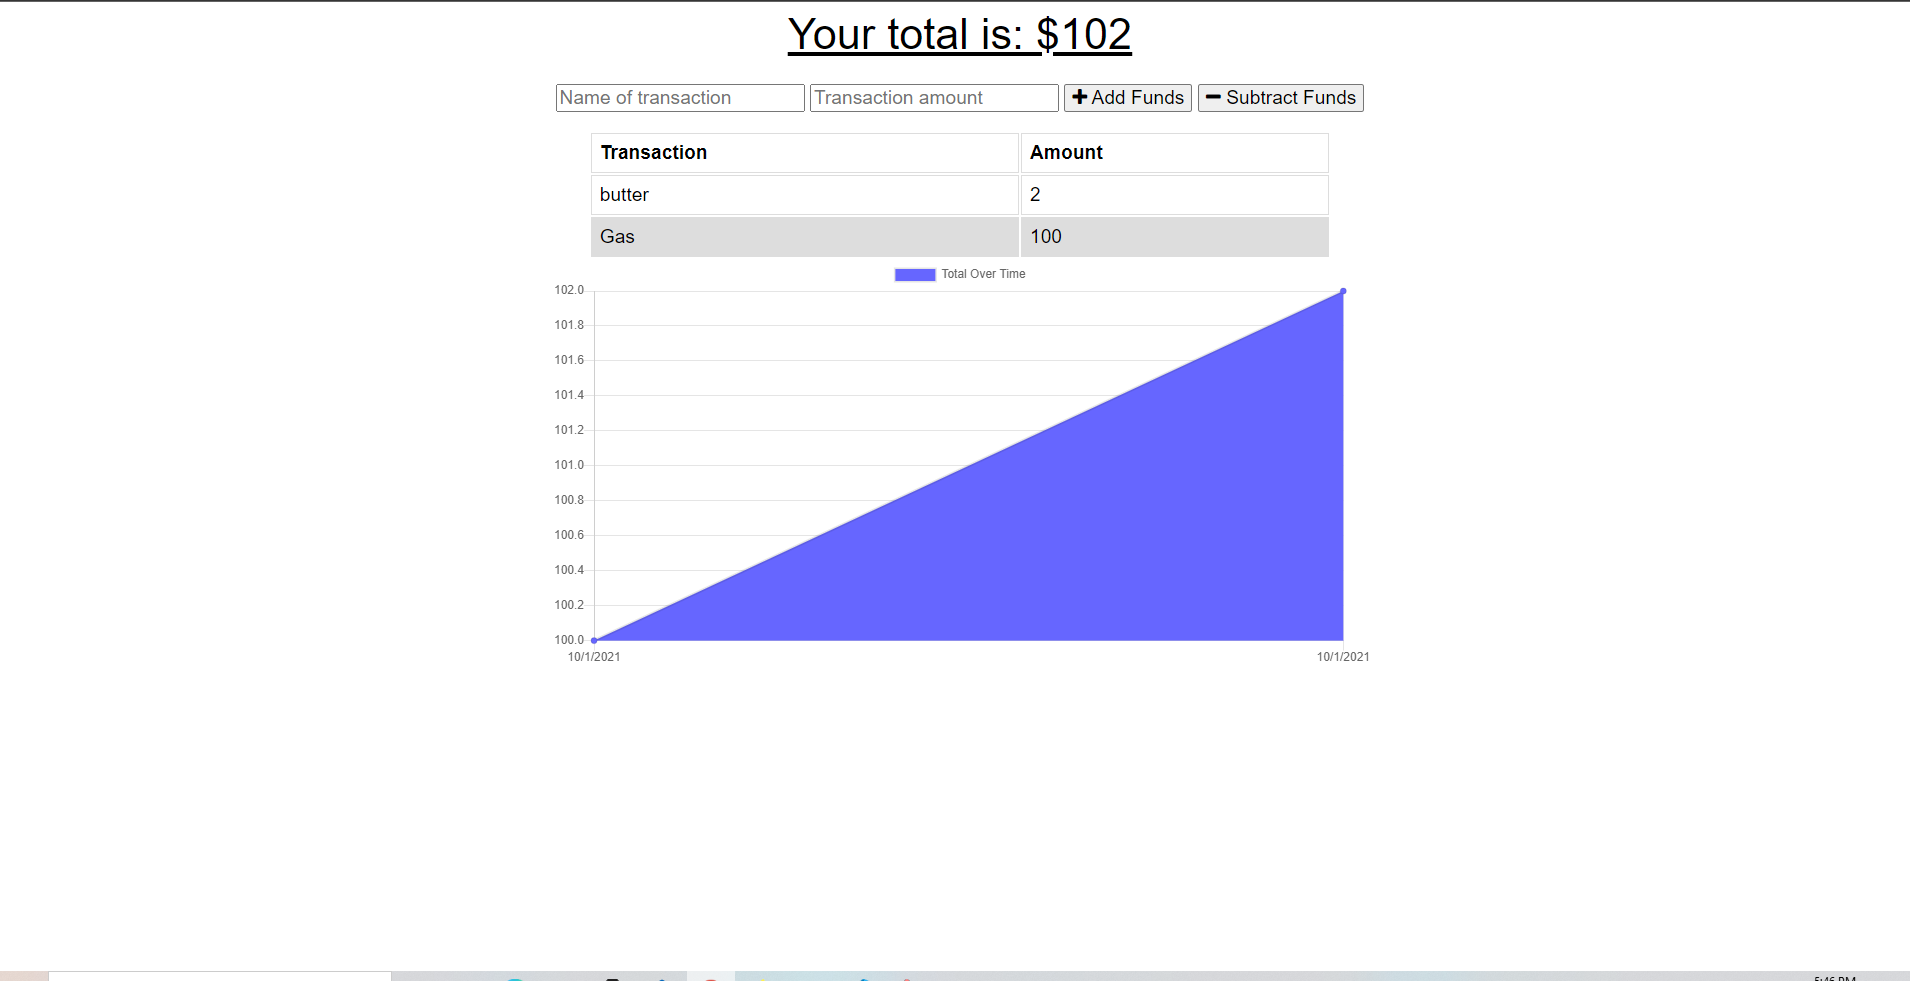 Your total is: $102
Name of transaction Transaction amount Add Funds Subtract Funds
Transaction Amount
butter 2
Gas 100
Total Over Time
102.0
101.8
101.6
101.4
101.2
101.0
100.8
100.6
100.4
100.2
100.0
10/1/2021 10/1/2021